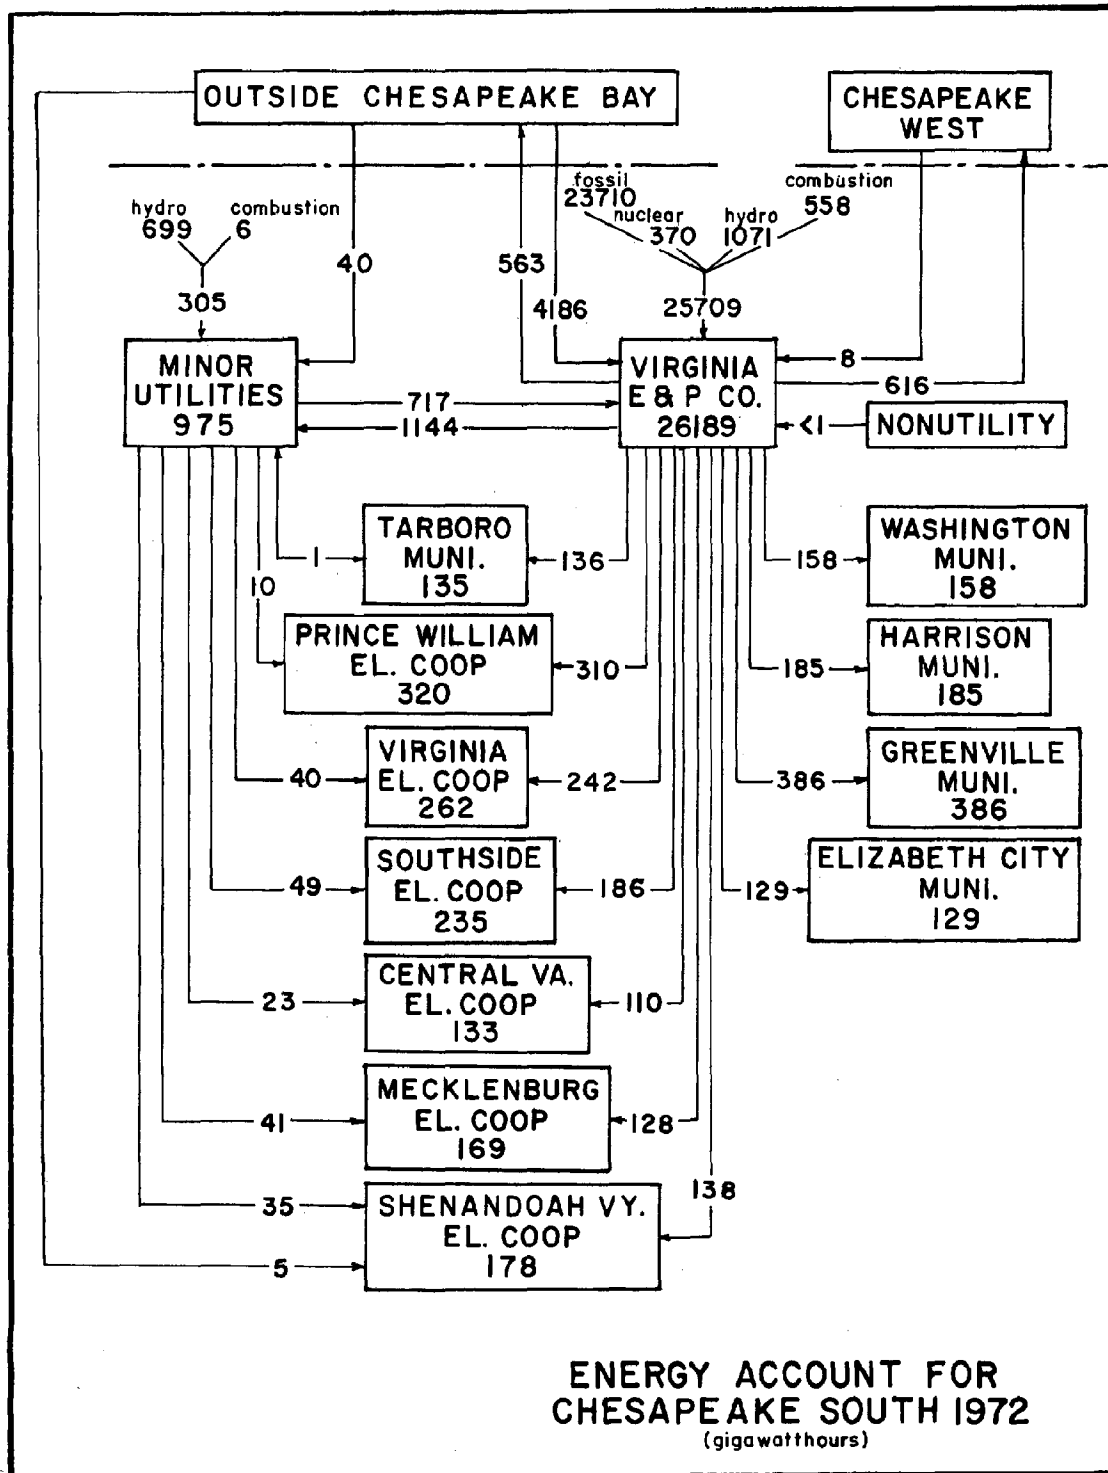 OUTSIDE CHESAPEAKE BAY
CHESAPEAKE
WEST
fossil
23710
combustion
558
hydro
699
combustion
6
nuclear
370
hydro
1071
40
563
4186
305
25709
MINOR
UTILITIES
975
VIRGINIA
E & P CO.
26189
8
616
717
1144
<1
NONUTILITY
TARBORO
MUNI.
135
1
136
158
WASHINGTON
MUNI.
158
10
PRINCE WILLIAM
EL. COOP
320
310
185
HARRISON
MUNI.
185
40
VIRGINIA
EL. COOP
262
242
386
GREENVILLE
MUNI.
386
49
SOUTHSIDE
EL. COOP
235
186
129
ELIZABETH CITY
MUNI.
129
23
CENTRAL VA.
EL. COOP
133
110
41
MECKLENBURG
EL. COOP
169
128
35
SHENANDOAH VY.
EL. COOP
178
138
5
ENERGY ACCOUNT FOR
CHESAPEAKE SOUTH 1972
(gigawatthours)